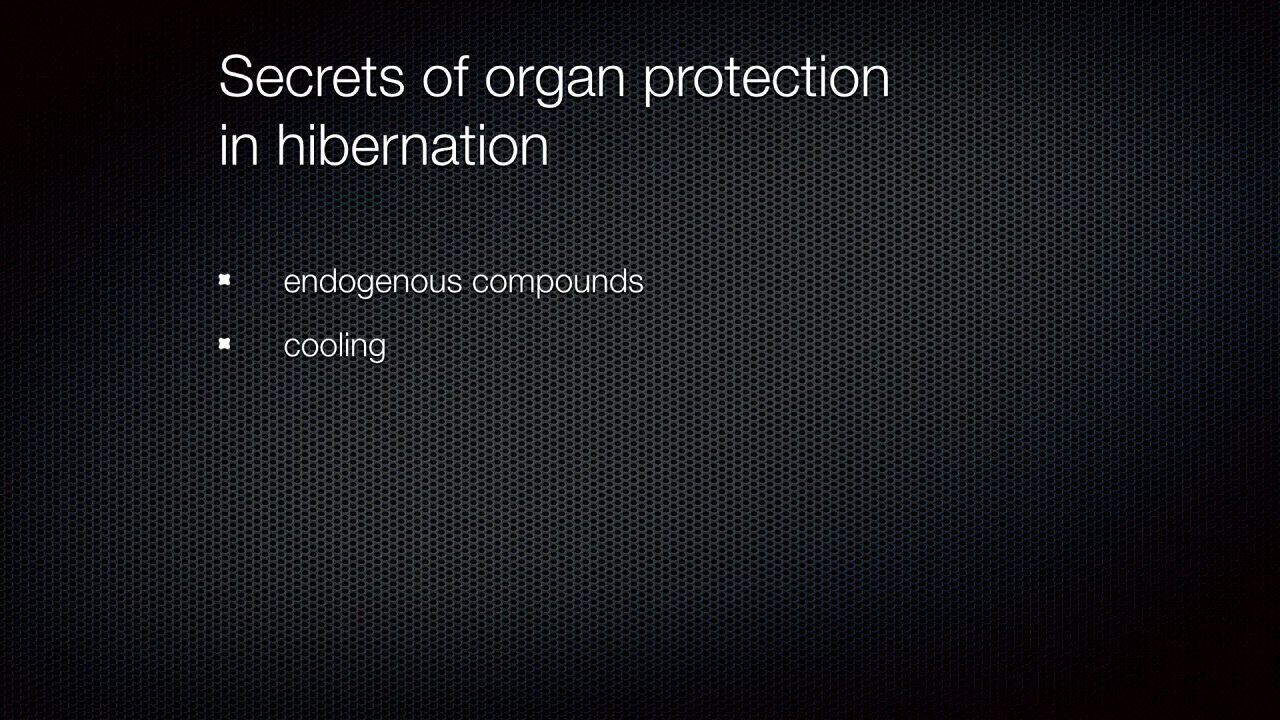 Secrets of organ protection
in hibernation
endogenous compounds
cooling